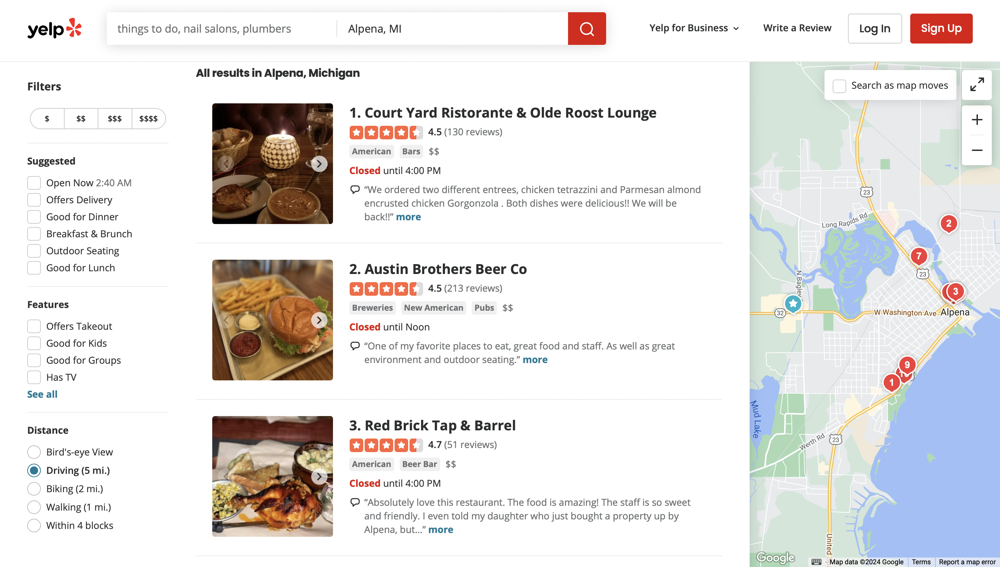 yelp
things to do, nail salons, plumbers
Alpena, MI
Yelp for Business
Write a Review
Log In
Sign Up
Filters
$
$$
$$$
$$$$
Suggested
Open Now 2:40 AM
Offers Delivery
Good for Dinner
Breakfast & Brunch
Outdoor Seating
Good for Lunch
Features
Offers Takeout
Good for Kids
Good for Groups
Has TV
See all
Distance
Bird's-eye View
Driving (5 mi.)
Biking (2 mi.)
Walking (1 mi.)
Within 4 blocks
All results in Alpena, Michigan
1. Court Yard Ristorante & Olde Roost Lounge
4.5 (130 reviews)
American Bars $$
Closed until 4:00 PM
“We ordered two different entrees, chicken tetrazzini and Parmesan almond
encrusted chicken Gorgonzola . Both dishes were delicious!! We will be
back!!” more
2. Austin Brothers Beer Co
4.5 (213 reviews)
Breweries New American Pubs $$
Closed until Noon
“One of my favorite places to eat, great food and staff. As well as great
environment and outdoor seating.” more
3. Red Brick Tap & Barrel
4.7 (51 reviews)
American Beer Bar $$
Closed until 4:00 PM
“Absolutely love this restaurant. The food is amazing! The staff is so sweet
and friendly. I even told my daughter who just bought a property up by
Alpena, but...” more
Search as map moves
23
Long Rapids Rd
2
7
23
N Bagley
3
32
W Washington Ave
Alpena
9
1
Mud Lake
Werth Rd
23
United
Google
Map data ©2024 Google
Terms
Report a map error